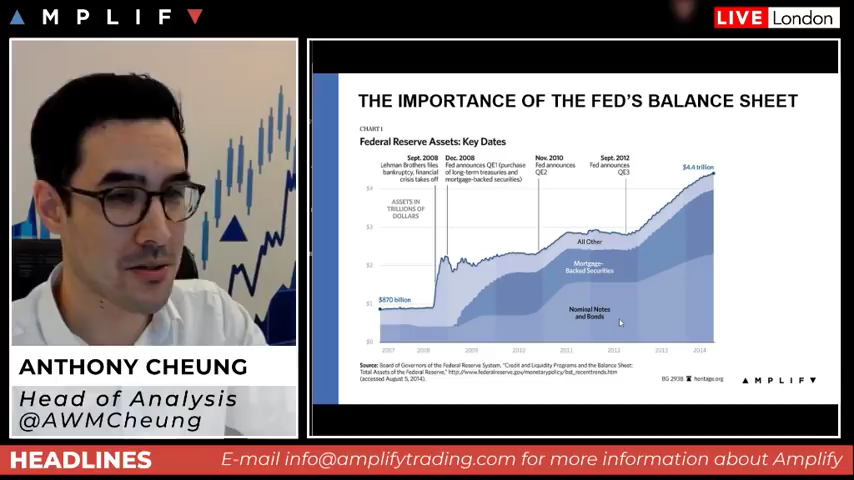 MPLIF
LIVE London
ANTHONY CHEUNG
Head of Analysis
@AWMCheung
THE IMPORTANCE OF THE FED'S BALANCE SHEET
CHART 1
Federal Reserve Assets: Key Dates
Sept. 2008
Lehman Brothers files
bankruptcy, financial
crisis takes off
Dec. 2008
Fed announces QE1 (purchase
of long-term treasuries and
mortgage-backed securities)
Nov. 2010
Fed announces
QE2
Sept. 2012
Fed announces
QE3
$4.4 trillion
ASSETS IN
TRILLIONS OF
DOLLARS
$4
$3
$2
$1
$0
$870 billion
All Other
Mortgage-
Backed Securities
Nominal Notes
and Bonds
2007 2008 2009 2010 2011 2012 2013 2014
Source: Board of Governors of the Federal Reserve System, "Credit and Liquidity Programs and the Balance Sheet:
Total Assets of the Federal Reserve," http://www.federalreserve.gov/monetarypolicy/bst_recenttrends.htm
(accessed August 5, 2014).
BG 2938 heritage.org
MPLIF
HEADLINES
E-mail info@amplifytrading.com for more information about Amplify